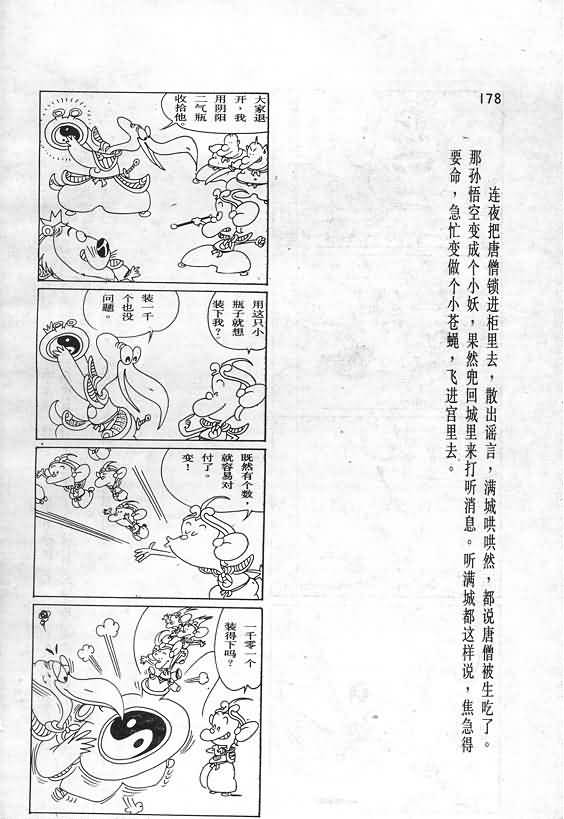 178
连夜把唐僧锁进柜里去，散出谣言，满城哄哄然，都说唐僧被生吃了。
那孙悟空变成个小妖，果然兜回城里来打听消息。听满城都这样说，焦急得
要命，急忙变做个小苍蝇，飞进宫里去。
大家退
开，我
用阴阳
二气瓶
收拾他。
用这只小
瓶子就想
装下我？
装一千
个也没
问题。
既然有个数，
就容易对
付了。
变！
一千零一个
装得下吗？